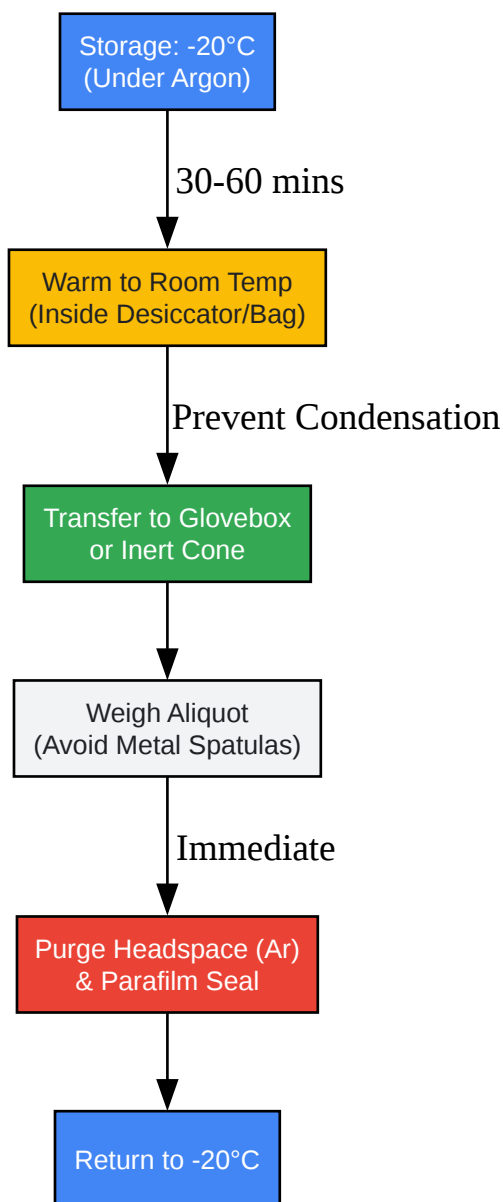 Storage: -20°C
(Under Argon)
30-60 mins
Warm to Room Temp
(Inside Desiccator/Bag)
Prevent Condensation
Transfer to Glovebox
or Inert Cone
Weigh Aliquot
(Avoid Metal Spatulas)
Immediate
Purge Headspace (Ar)
& Parafilm Seal
Return to -20°C